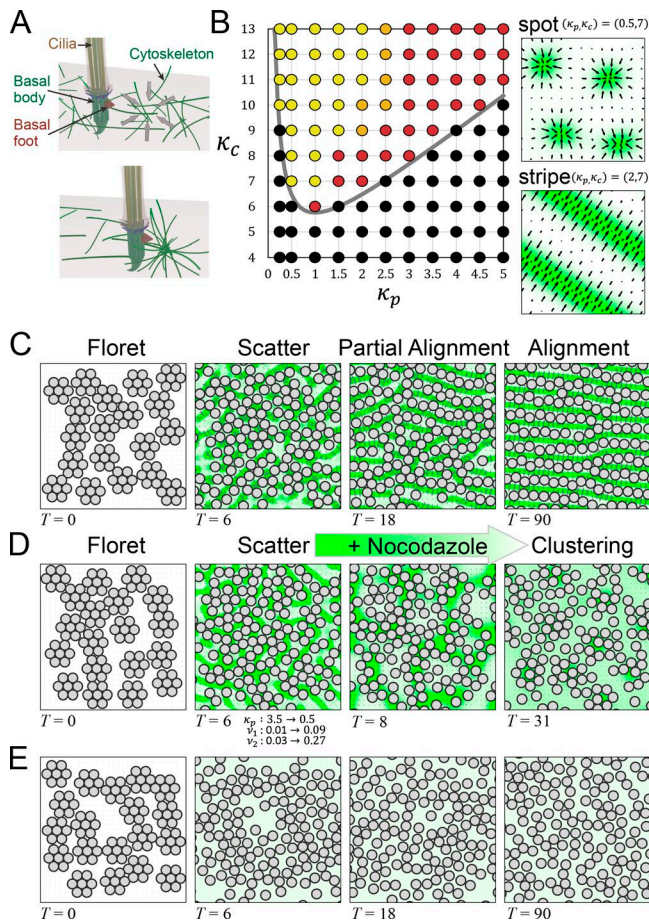 A
Cilia
Cytoskeleton
Basal
body
Basal
foot
B
κc
13
12
11
10
9
8
7
6
5
4
0 0.5 1 1.5 2 2.5 3 3.5 4 4.5 5
κp
spot (κp,κc) = (0.5,7)
stripe (κp,κc) = (2,7)
C
Floret Scatter Partial Alignment Alignment
T = 0 T = 6 T = 18 T = 90
D
Floret Scatter + Nocodazole Clustering
T = 0 T = 6 T = 8 T = 31
κp : 3.5 → 0.5
ν1 : 0.01 → 0.09
ν2 : 0.03 → 0.27
E
T = 0 T = 6 T = 18 T = 90